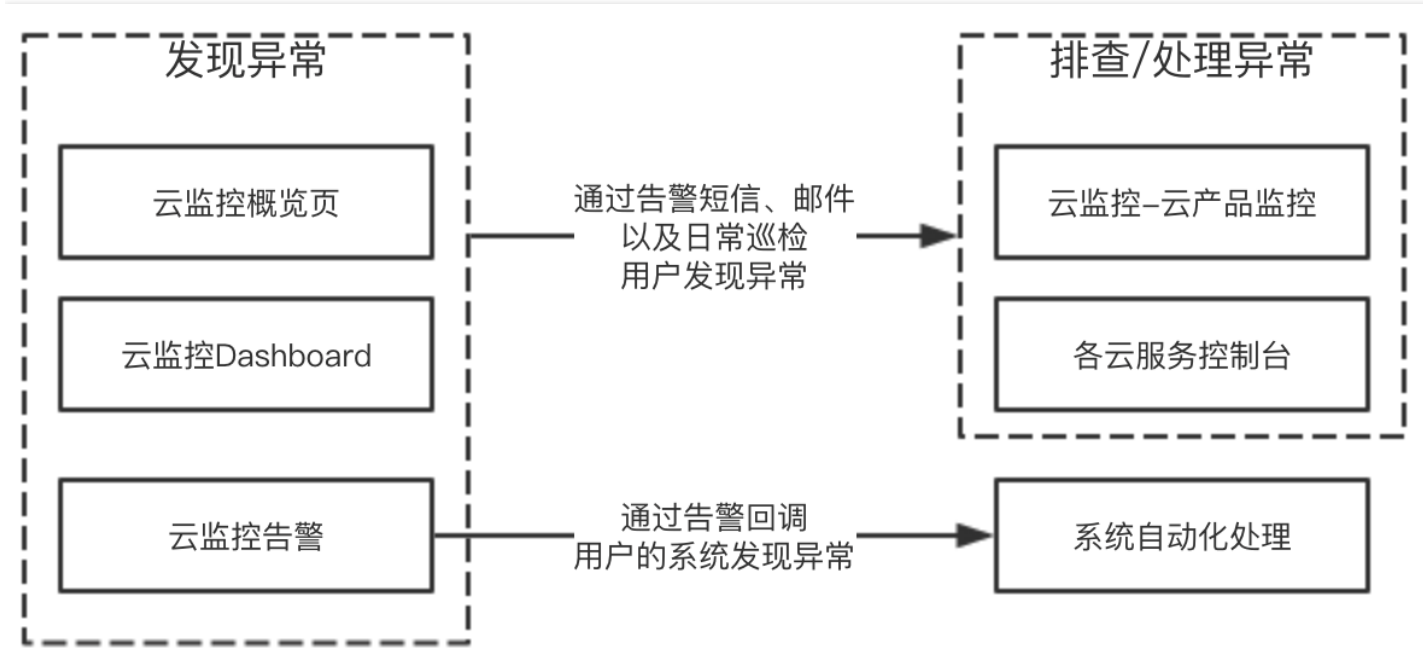 发现异常
云监控概览页
云监控Dashboard
云监控告警
通过告警短信、邮件
以及日常巡检
用户发现异常
通过告警回调
用户的系统发现异常
排查/处理异常
云监控–云产品监控
各云服务控制台
系统自动化处理